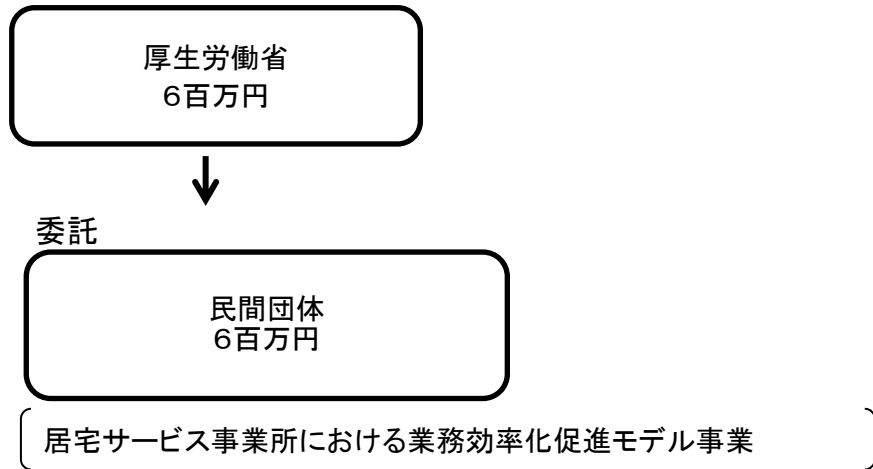 厚生労働省
６百万円
委託
民間団体
６百万円
居宅サービス事業所における業務効率化促進モデル事業